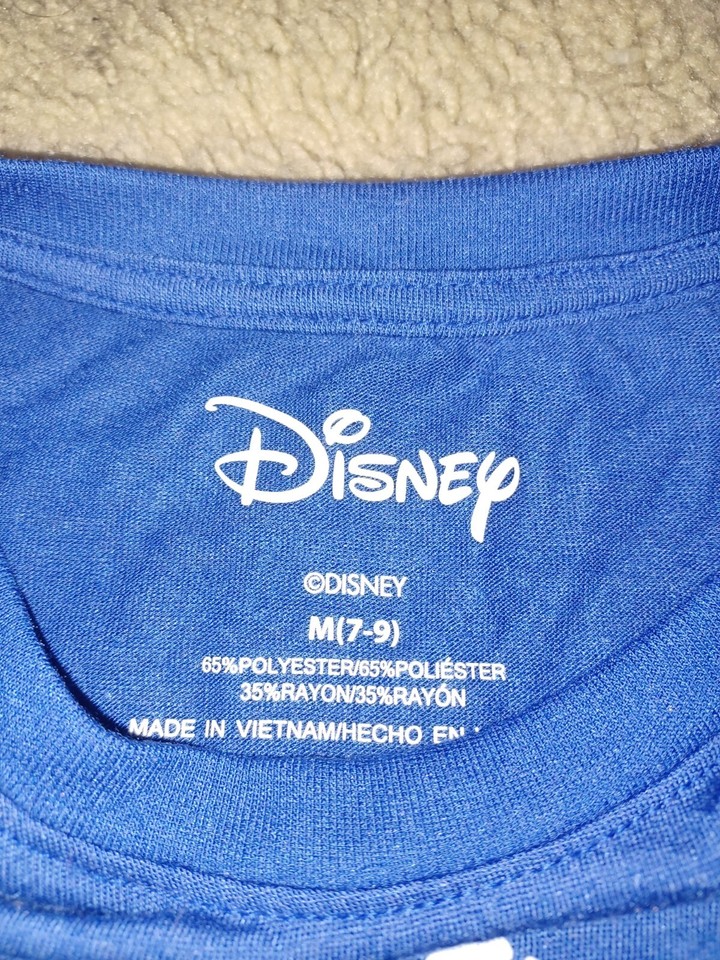 Disney
©DISNEY
M(7-9)
65%POLYESTER/65%POLIÉSTER
35%RAYON/35%RAYÓN
MADE IN VIETNAM/HECHO EN